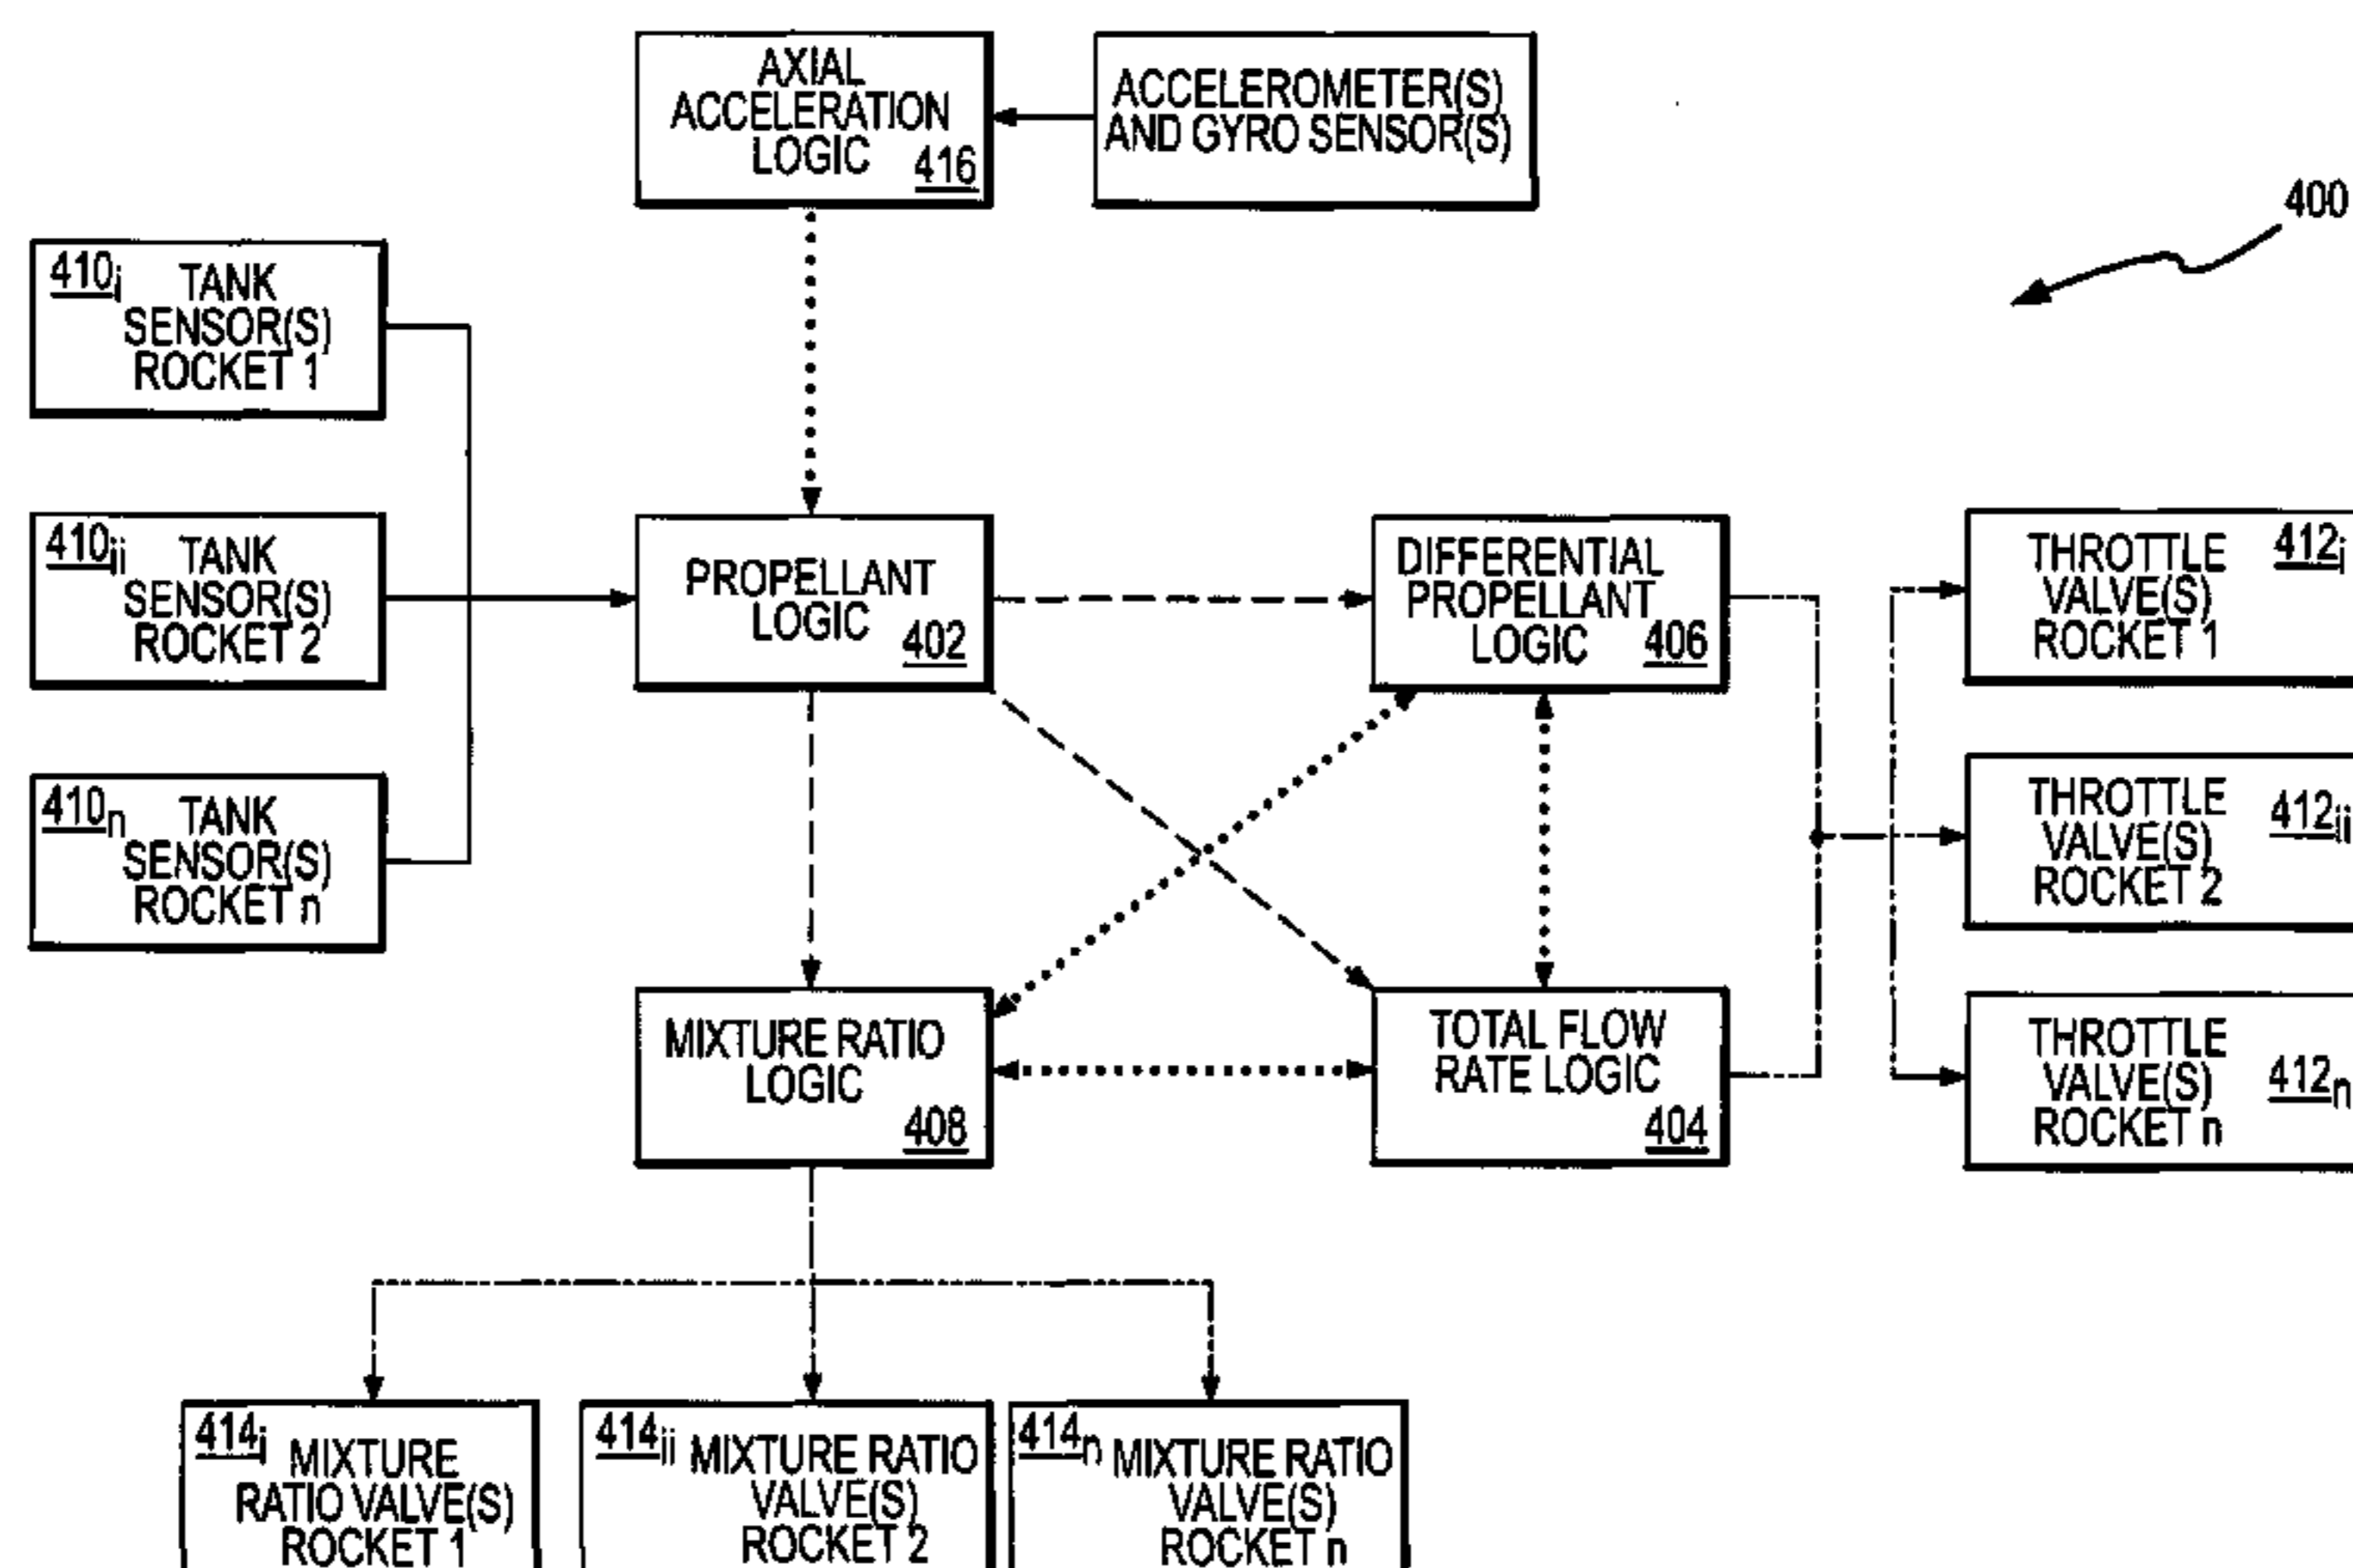 AXIAL
ACCELERATION
LOGIC
416
ACCELEROMETER(S)
AND GYRO SENSOR(S)
400
410i
TANK
SENSOR(S)
ROCKET 1
410ii
TANK
SENSOR(S)
ROCKET 2
410n
TANK
SENSOR(S)
ROCKET n
PROPELLANT
LOGIC
402
DIFFERENTIAL
PROPELLANT
LOGIC
406
THROTTLE
VALVE(S)
ROCKET 1
412i
THROTTLE
VALVE(S)
ROCKET 2
412ii
THROTTLE
VALVE(S)
ROCKET n
412n
MIXTURE RATIO
LOGIC
408
TOTAL FLOW
RATE LOGIC
404
414i
MIXTURE
RATIO VALVE(S)
ROCKET 1
414ii
MIXTURE RATIO
VALVE(S)
ROCKET 2
414n
MIXTURE RATIO
VALVE(S)
ROCKET n